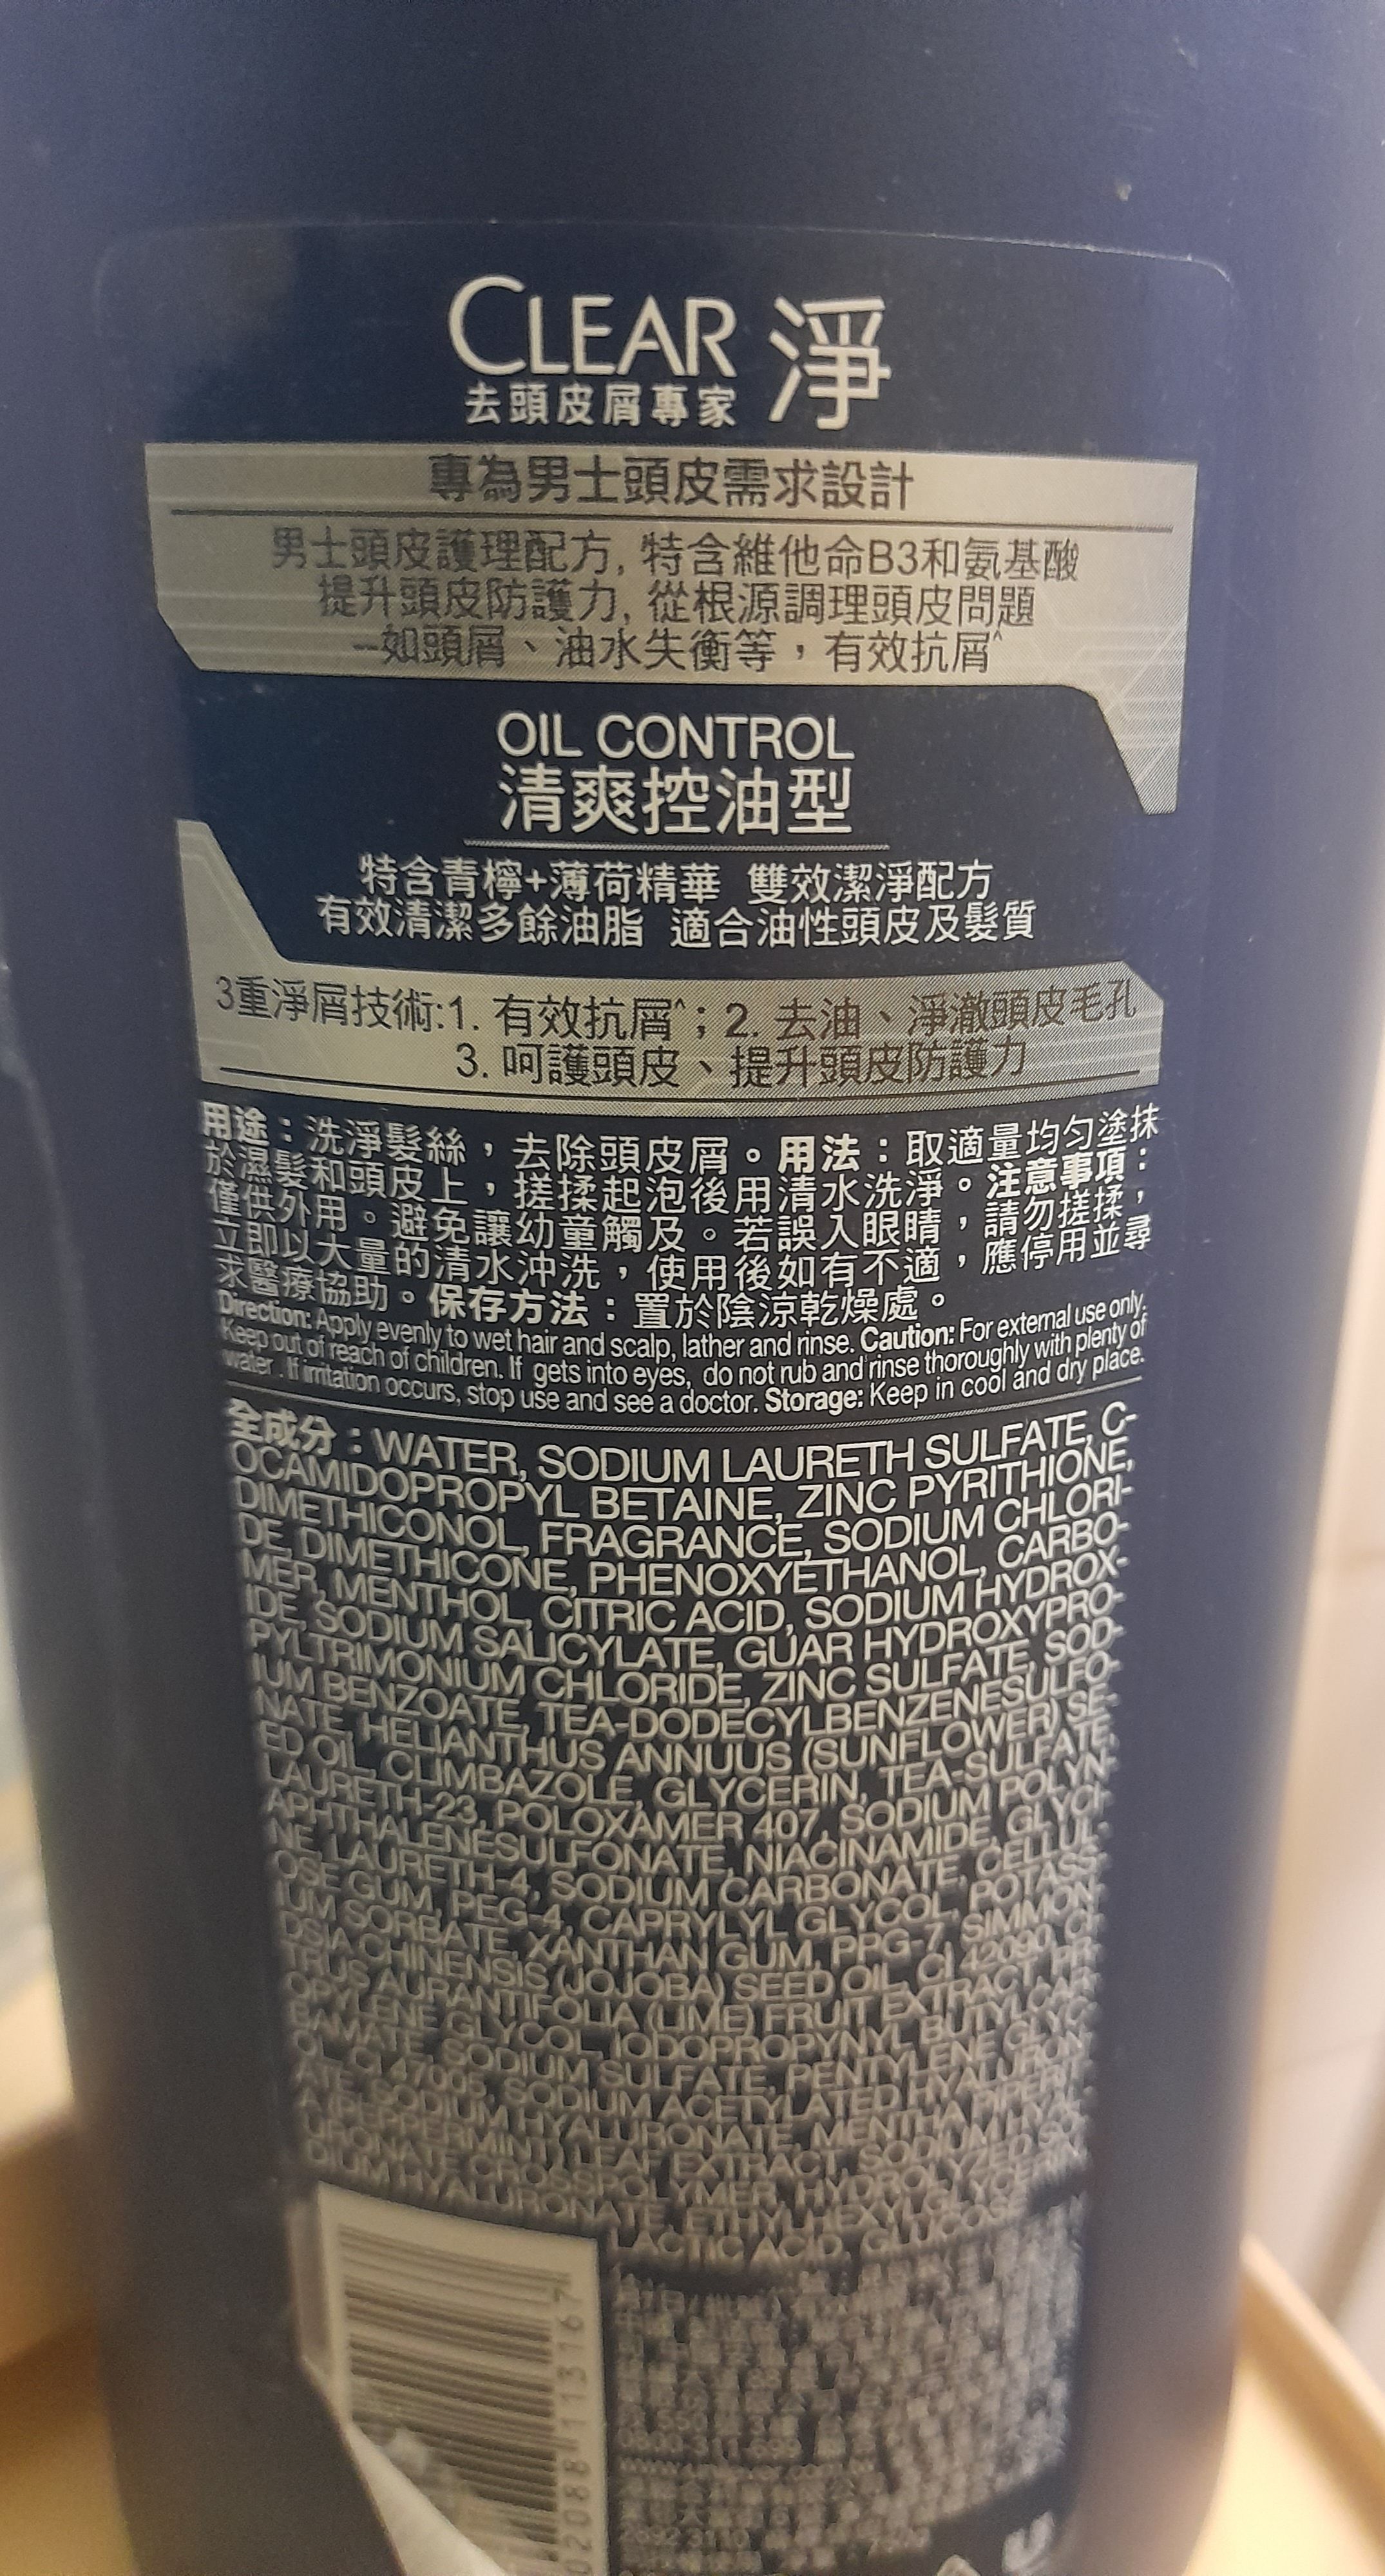 CLEAR 淨
去頭皮屑專家
專為男士頭皮需求設計
男士頭皮護理配方, 特含維他命B3和氨基酸
提升頭皮防護力, 從根源調理頭皮問題
--如頭屑、油水失衡等，有效抗屑^
OIL CONTROL
清爽控油型
特含青檸+薄荷精華 雙效潔淨配方
有效清潔多餘油脂 適合油性頭皮及髮質
3重淨屑技術:1. 有效抗屑^；2. 去油、淨澈頭皮毛孔
3. 呵護頭皮、提升頭皮防護力
用途：洗淨髮絲，去除頭皮屑。用法：取適量均勻塗抹
於濕髮和頭皮上，搓揉起泡後用清水洗淨。注意事項：
僅供外用。避免讓幼童觸及。若誤入眼睛，請勿搓揉，
立即以大量的清水沖洗，使用後如有不適，應停用並尋
求醫療協助。保存方法：置於陰涼乾燥處。
Direction: Apply evenly to wet hair and scalp, lather and rinse. Caution: For external use only.
Keep out of reach of children. If gets into eyes, do not rub and rinse thoroughly with plenty of
water . If irritation occurs, stop use and see a doctor. Storage: Keep in cool and dry place.
全成分：WATER, SODIUM LAURETH SULFATE, C-
OCAMIDOPROPYL BETAINE, ZINC PYRITHIONE,
DIMETHICONOL, FRAGRANCE, SODIUM CHLORI-
DE, DIMETHICONE, PHENOXYETHANOL, CARBO-
MER, MENTHOL, CITRIC ACID, SODIUM HYDROX-
IDE, SODIUM SALICYLATE, GUAR HYDROXYPRO-
PYLTRIMONIUM CHLORIDE, ZINC SULFATE, SOD-
IUM BENZOATE, TEA-DODECYLBENZENESULFO-
NATE, HELIANTHUS ANNUUS (SUNFLOWER) SE-
ED OIL, CLIMBAZOLE, GLYCERIN, TEA-SULFATE,
LAURETH-23, POLOXAMER 407, SODIUM POLYN-
APHTHALENESULFONATE, NIACINAMIDE, GLYCI-
NE, LAURETH-4, SODIUM CARBONATE, CELLUL-
OSE GUM, PEG-4, CAPRYLYL GLYCOL, POTASS-
IUM SORBATE, XANTHAN GUM, PPG-7, SIMMON-
DSIA CHINENSIS (JOJOBA) SEED OIL, CI 42090, CI-
TRUS AURANTIFOLIA (LIME) FRUIT EXTRACT, PR-
OPYLENE GLYCOL, IODOPROPYNYL BUTYLCAR-
BAMATE, SODIUM SULFATE, PENTYLENE GLYC-
OL, CI 47005, SODIUM ACETYLATED HYALURON-
ATE, SODIUM HYALURONATE, MENTHA PIPERIT-
A (PEPPERMINT) LEAF EXTRACT, SODIUM HYAL-
URONATE CROSSPOLYMER, HYDROLYZED SO-
DIUM HYALURONATE, ETHYLHEXYLGLYCERIN,
LACTIC ACID, GLUCOSE